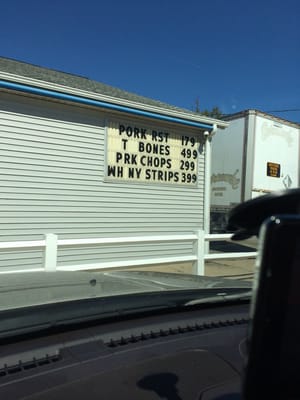 PORK RST 179
T BONES 499
PRK CHOPS 299
WH NY STRIPS 399